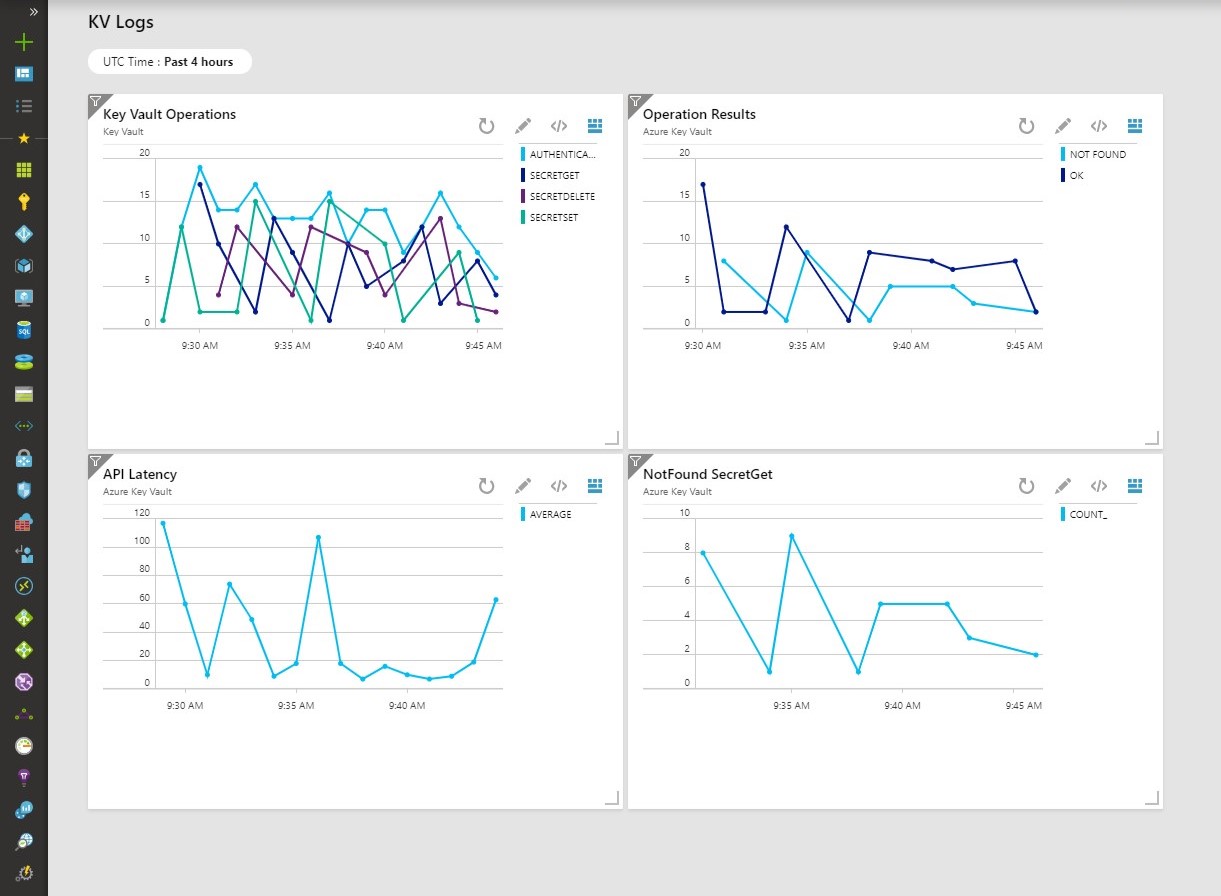 KV Logs
UTC Time : Past 4 hours
Key Vault Operations
Key Vault
20
15
10
5
0
9:30 AM
9:35 AM
9:40 AM
9:45 AM
AUTHENTICA...
SECRETGET
SECRETDELETE
SECRETSET
Operation Results
Azure Key Vault
20
15
10
5
0
9:30 AM
9:35 AM
9:40 AM
9:45 AM
NOT FOUND
OK
API Latency
Azure Key Vault
120
100
80
60
40
20
0
9:30 AM
9:35 AM
9:40 AM
AVERAGE
NotFound SecretGet
Azure Key Vault
10
8
6
4
2
0
9:35 AM
9:40 AM
9:45 AM
COUNT_
SQL